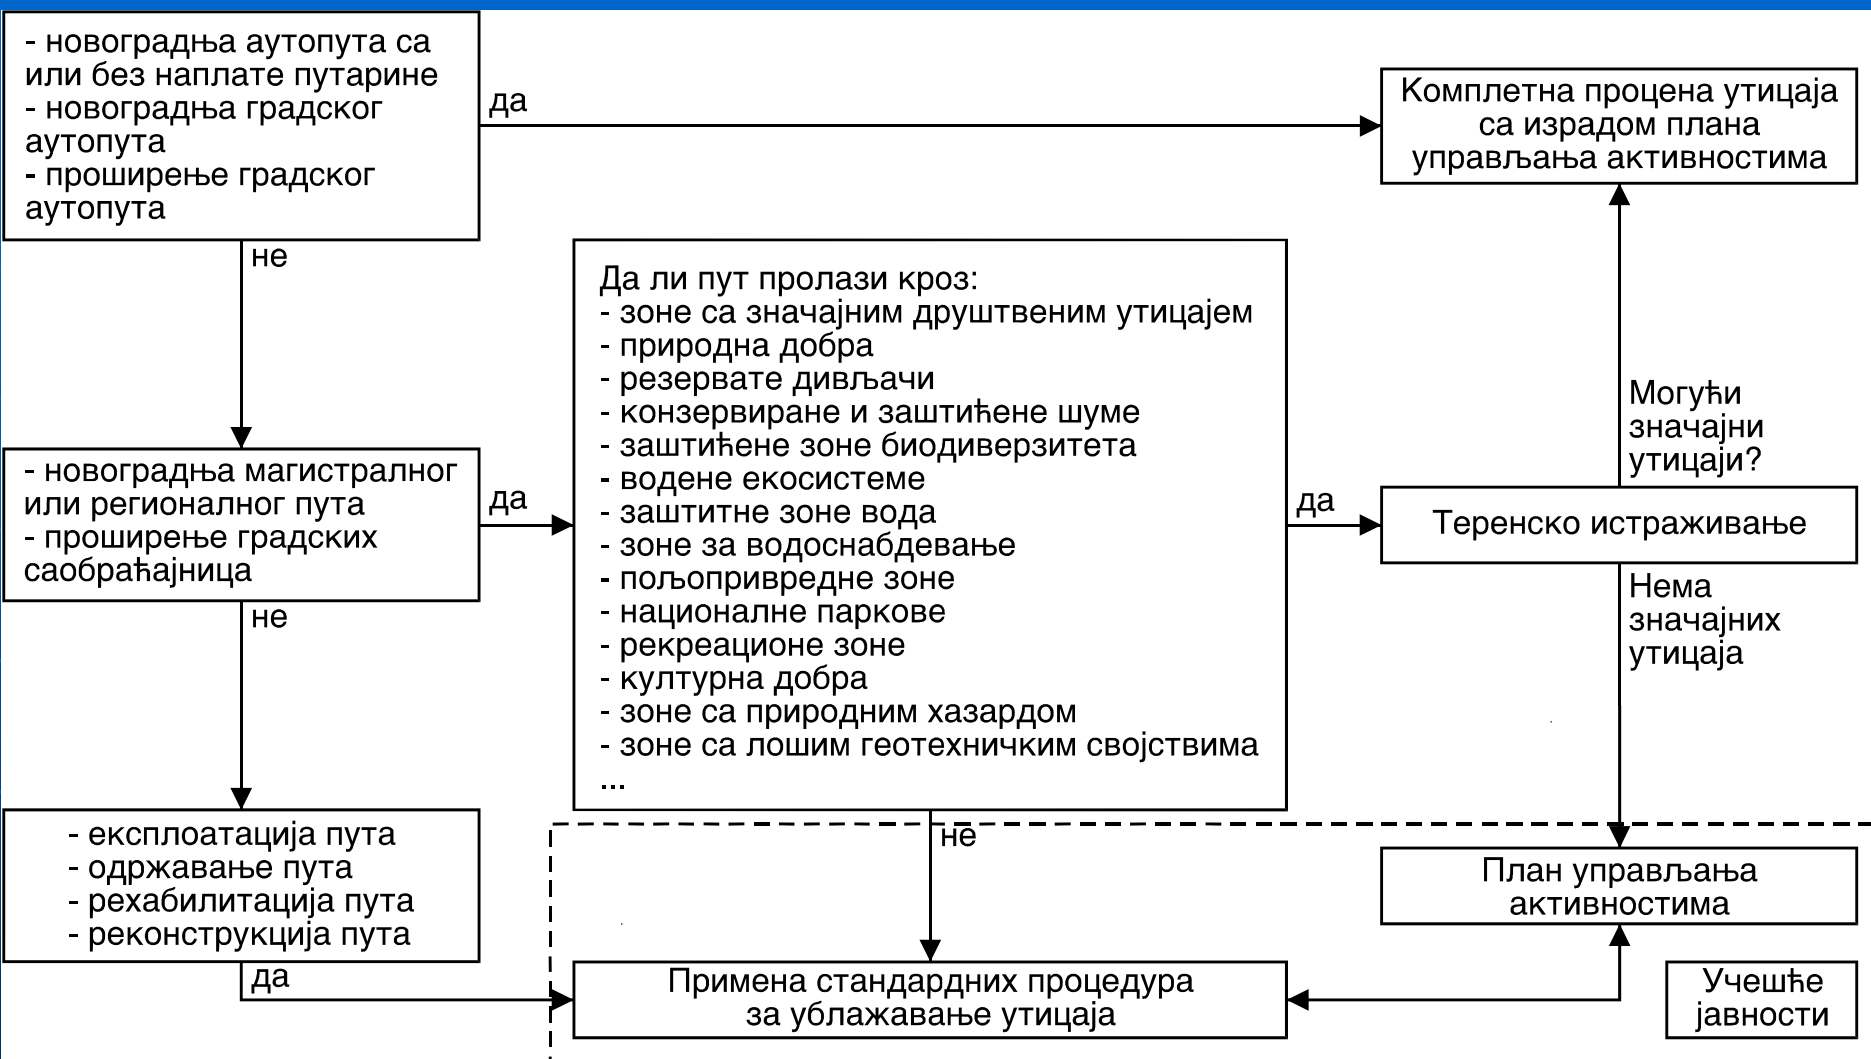 - новоградња аутопута са
или без наплате путарине
- новоградња градског
аутопута
- проширење градског
аутопута
да
Комплетна процена утицаја
са израдом плана
управљања активностима
не
Да ли пут пролази кроз:
- зоне са значајним друштвеним утицајем
- природна добра
- резервате дивљачи
- конзервиране и заштићене шуме
- заштићене зоне биодиверзитета
- водене екосистеме
- заштитне зоне вода
- зоне за водоснабдевање
- пољопривредне зоне
- националне паркове
- рекреационе зоне
- културна добра
- зоне са природним хазардом
- зоне са лошим геотехничким својствима
...
Могући
значајни
утицаји?
- новоградња магистралног
или регионалног пута
- проширење градских
саобраћајница
да
да
Теренско истраживање
Нема
значајних
утицаја
не
- експлоатација пута
- одржавање пута
- рехабилитација пута
- реконструкција пута
не
План управљања
активностима
да
Примена стандардних процедура
за ублажавање утицаја
Учешће
јавности